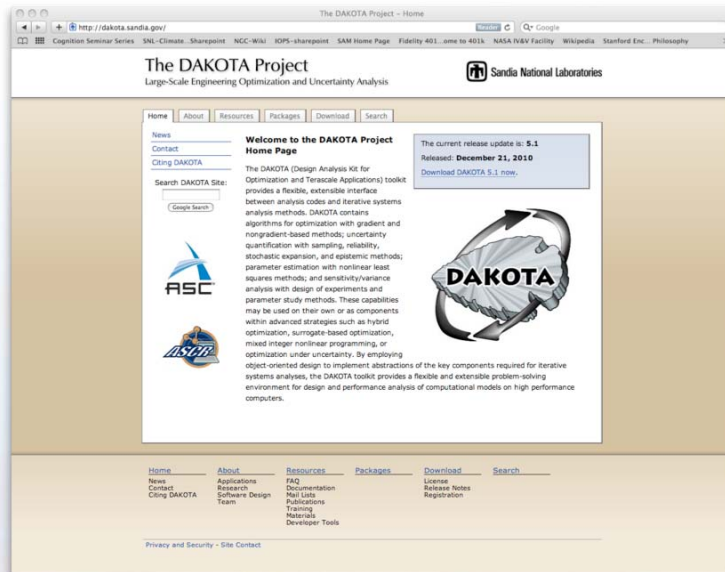 The DAKOTA Project – Home
http://dakota.sandia.gov/
Reader
Google
Cognition Seminar Series SNL-Climate...Sharepoint NGC-Wiki IOPS-sharepoint SAM Home Page Fidelity 401...ome to 401k NASA IV&V Facility Wikipedia Stanford Enc... Philosophy
The DAKOTA Project
Large-Scale Engineering Optimization and Uncertainty Analysis
Sandia National Laboratories
Home About Resources Packages Download Search
News
Contact
Citing DAKOTA
Search DAKOTA Site:
Google Search
ASC
ASCR
Welcome to the DAKOTA Project
Home Page
The DAKOTA (Design Analysis Kit for
Optimization and Terascale Applications) toolkit
provides a flexible, extensible interface
between analysis codes and iterative systems
analysis methods. DAKOTA contains
algorithms for optimization with gradient and
nongradient-based methods; uncertainty
quantification with sampling, reliability,
stochastic expansion, and epistemic methods;
parameter estimation with nonlinear least
squares methods; and sensitivity/variance
analysis with design of experiments and
parameter study methods. These capabilities
may be used on their own or as components
within advanced strategies such as hybrid
optimization, surrogate-based optimization,
mixed integer nonlinear programming, or
optimization under uncertainty. By employing
object-oriented design to implement abstractions of the key components required for iterative
systems analyses, the DAKOTA toolkit provides a flexible and extensible problem-solving
environment for design and performance analysis of computational models on high performance
computers.
The current release update is: 5.1
Released: December 21, 2010
Download DAKOTA 5.1 now.
DAKOTA
Home About Resources Packages Download Search
News Applications FAQ License
Contact Research Documentation Release Notes
Citing DAKOTA Software Design Mail Lists Registration
Team Publications
Training
Materials
Developer Tools
Privacy and Security - Site Contact